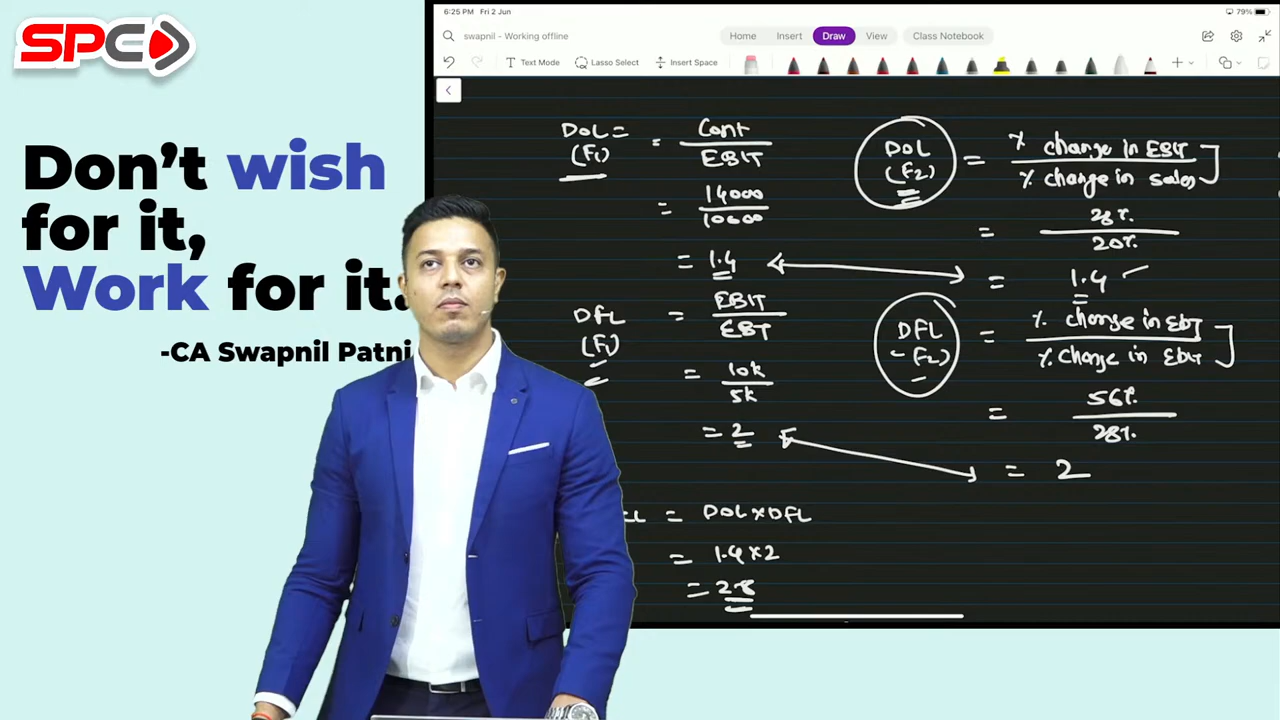 SPC
Don't wish
for it,
Work for it.
-CA Swapnil Patni
6:25 PM Fri 2 Jun
79%
swapnil - Working offline
Home Insert Draw View Class Notebook
Text Mode Lasso Select Insert Space
DOL = = Cont
(F1) EBIT
= 14000
10000
= 1.4
DFL = EBIT
(F1) EBT
= 10k
5k
= 2
= DOL × DFL
= 1.4 × 2
= 2.8
DOL = % change in EBIT
(F2) % change in sales
= 28%
20%
= 1.4
DFL = % change in EBT
- F2) % change in EBIT
= 56%
28%
= 2